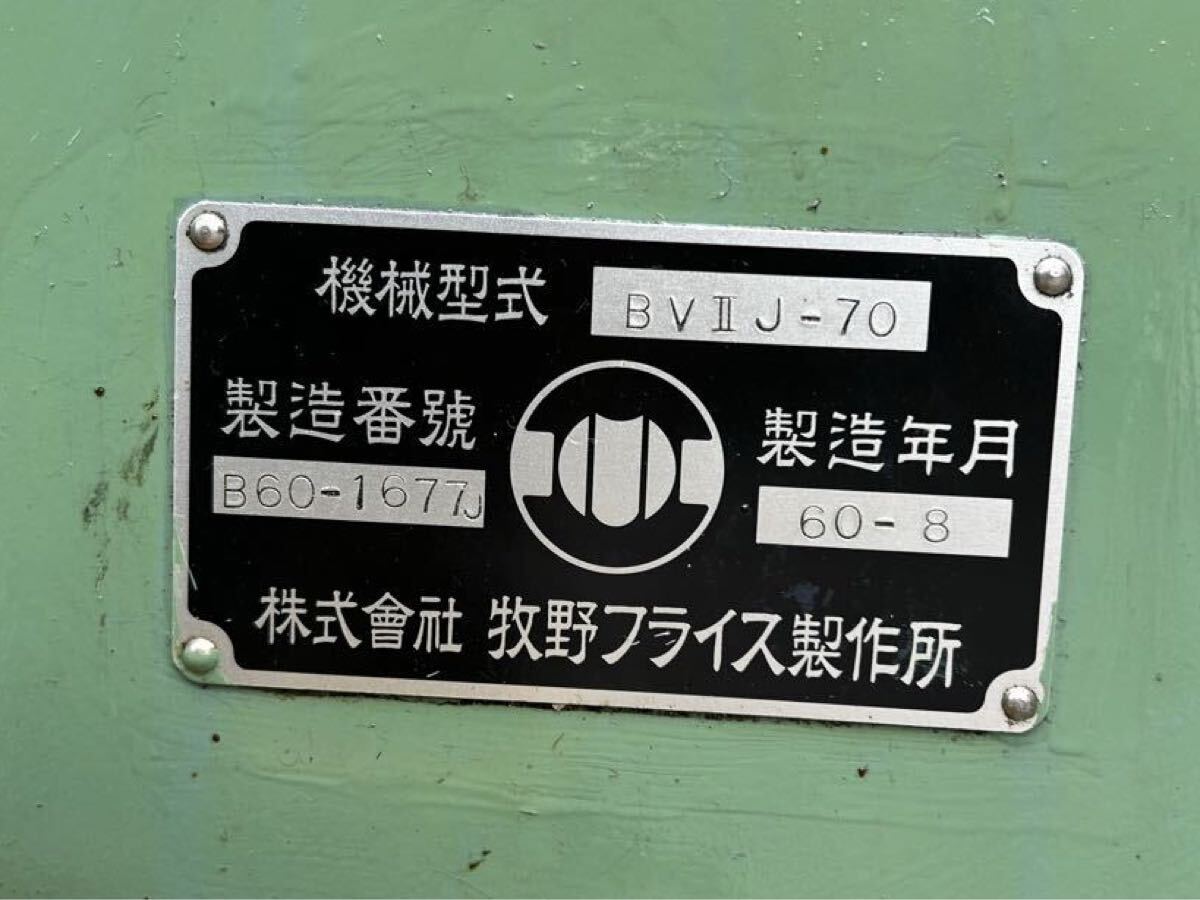 機械型式 BVⅡJ-70
製造番號 製造年月
B60-1677J 60-8
株式會社 牧野フライス製作所